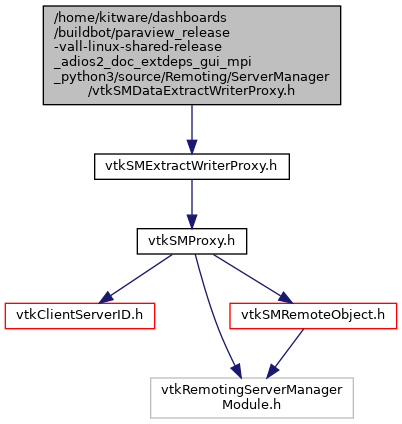 /home/kitware/dashboards
/buildbot/paraview_release
-vall-linux-shared-release
_adios2_doc_extdeps_gui_mpi
_python3/source/Remoting/ServerManager
/vtkSMDataExtractWriterProxy.h
vtkSMExtractWriterProxy.h
vtkSMProxy.h
vtkClientServerID.h
vtkSMRemoteObject.h
vtkRemotingServerManager
Module.h